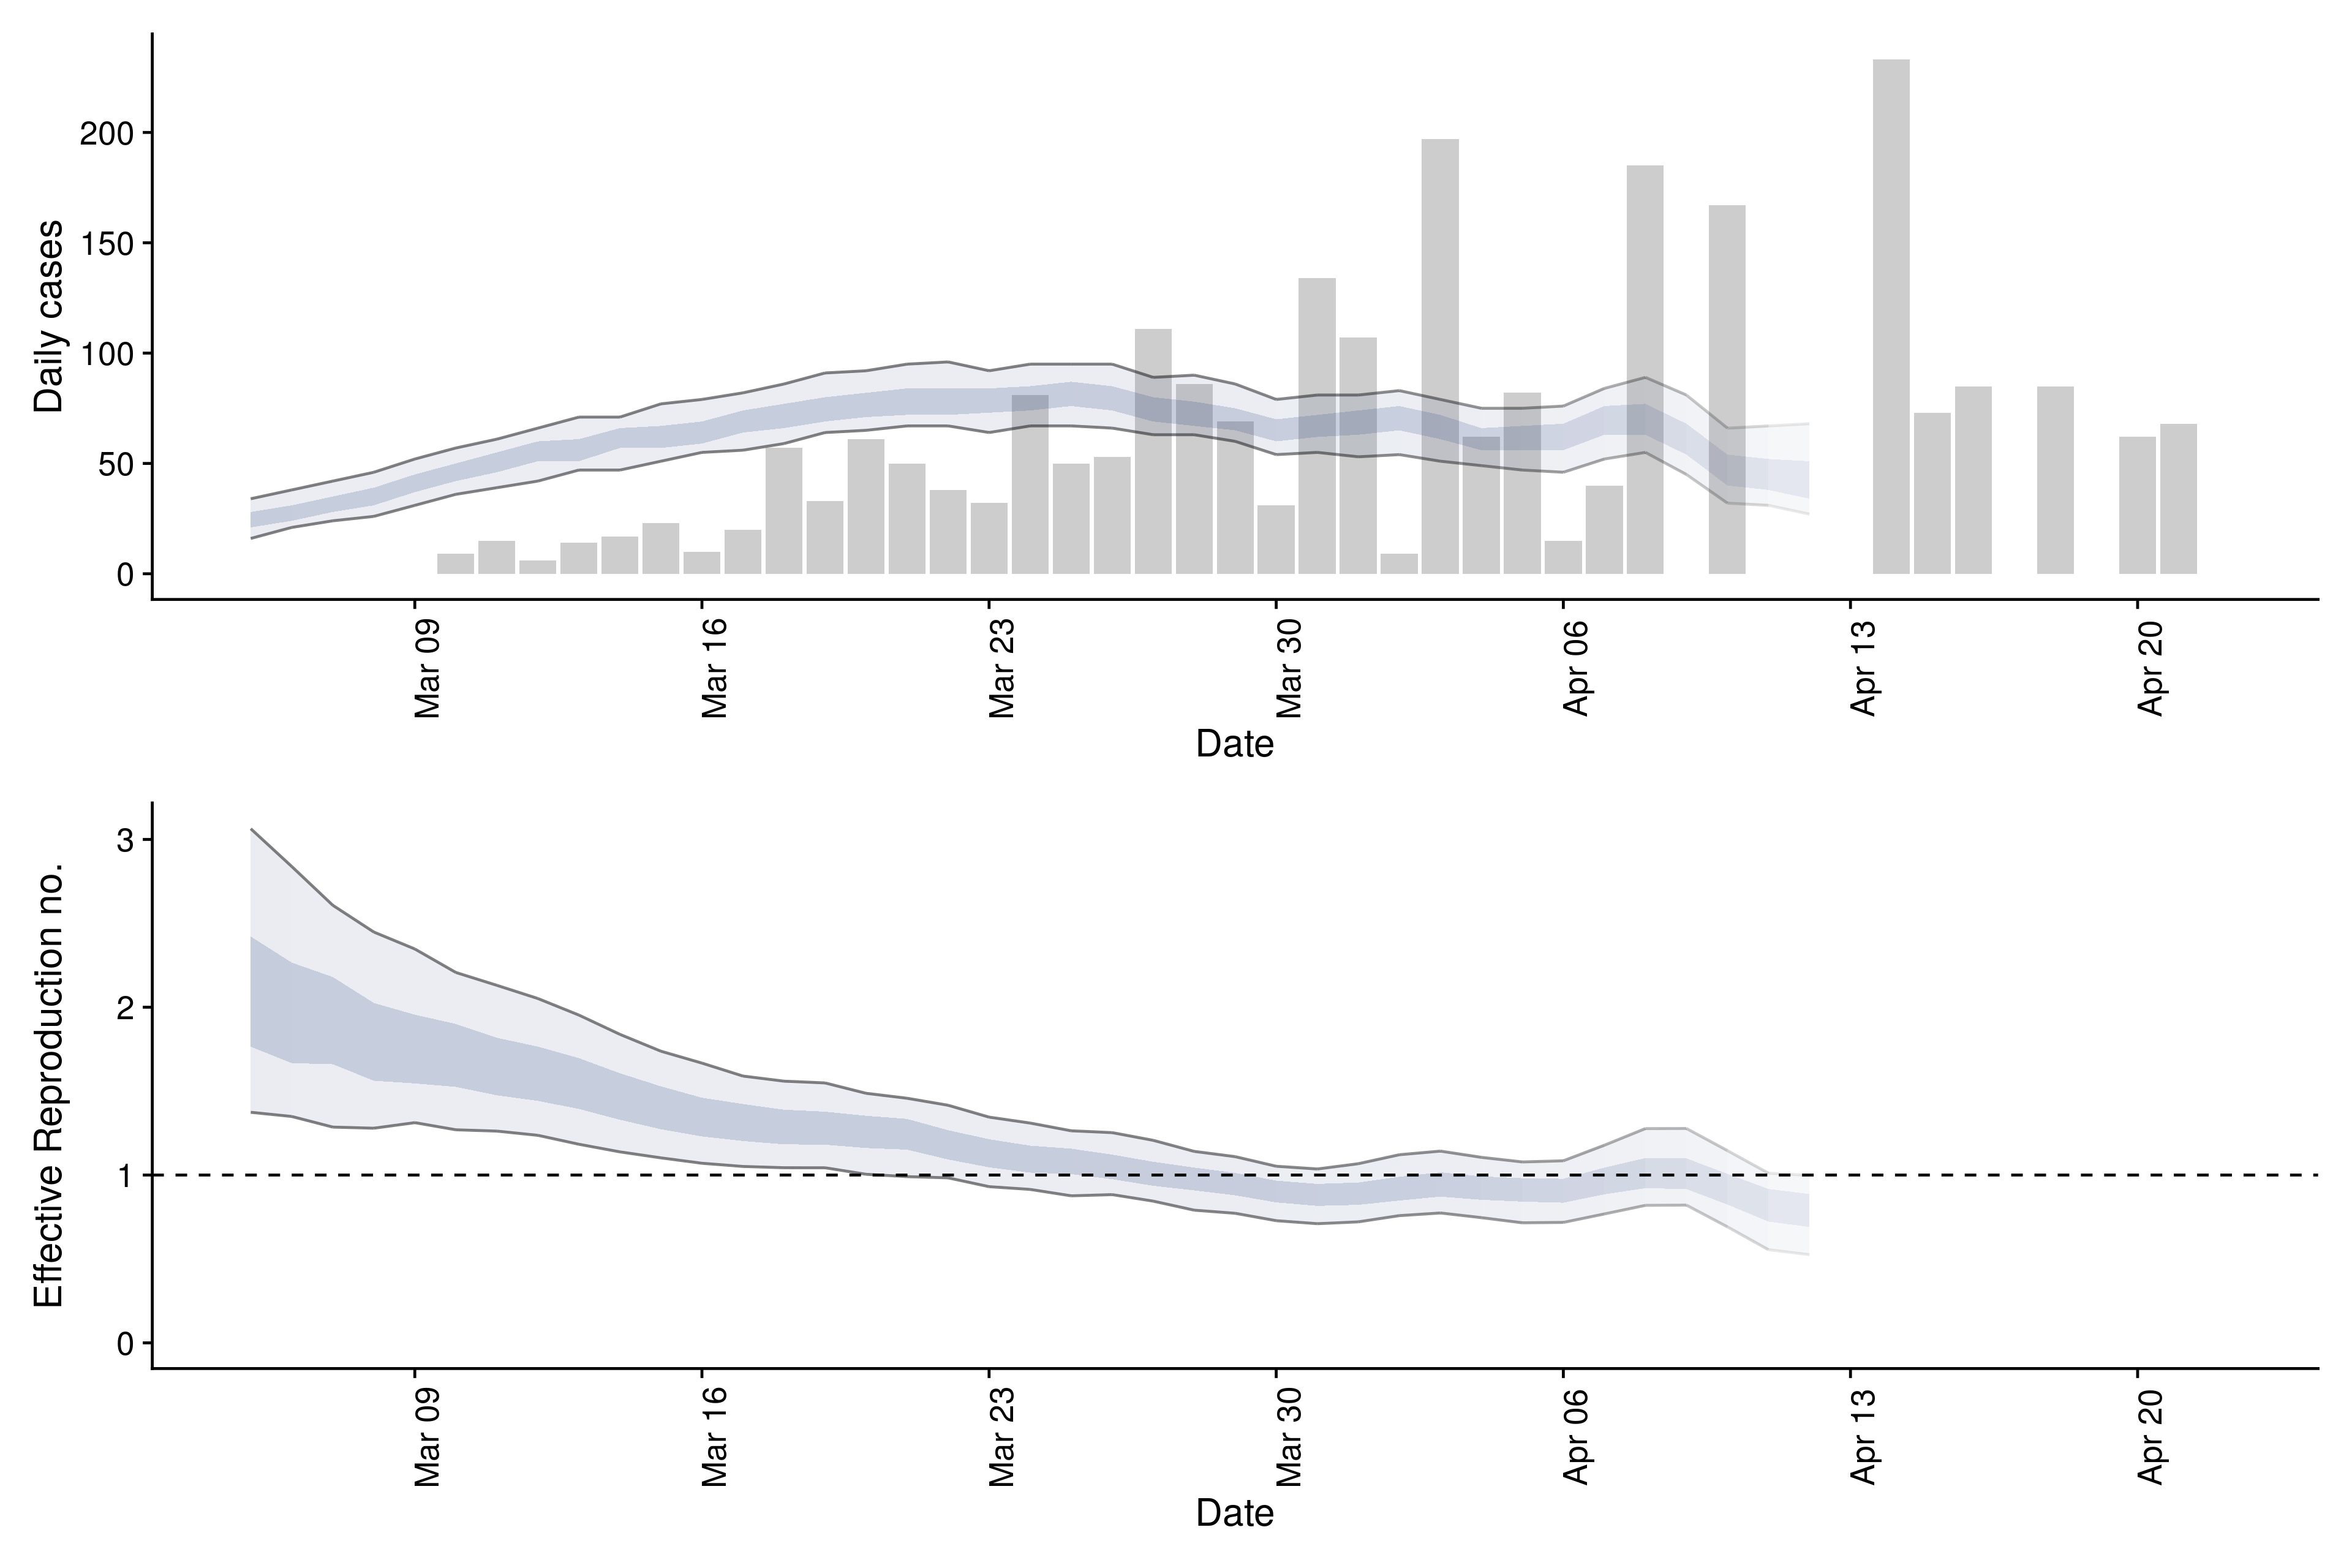 Daily cases
200
150
100
50
0
Mar 09
Mar 16
Mar 23
Mar 30
Apr 06
Apr 13
Apr 20
Date
Effective Reproduction no.
3
2
1
0
Mar 09
Mar 16
Mar 23
Mar 30
Apr 06
Apr 13
Apr 20
Date